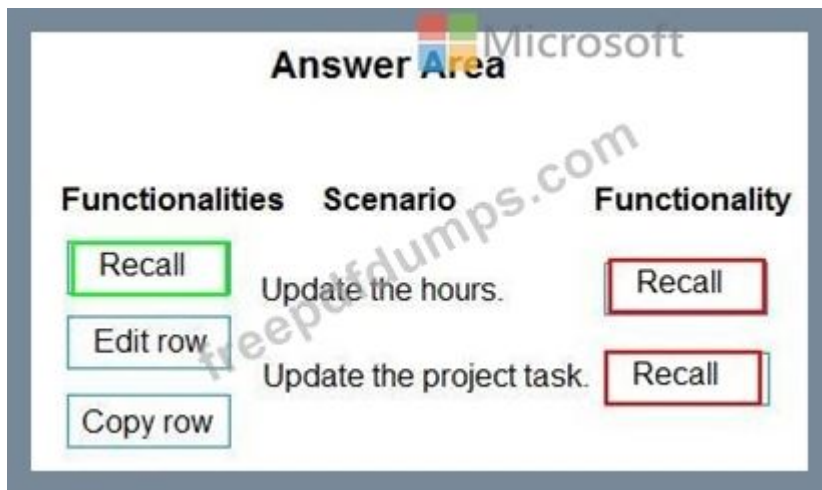 Microsoft
Answer Area
freepdfdumps.com
Functionalities Scenario Functionality
Recall
Update the hours. Recall
Edit row
Update the project task. Recall
Copy row